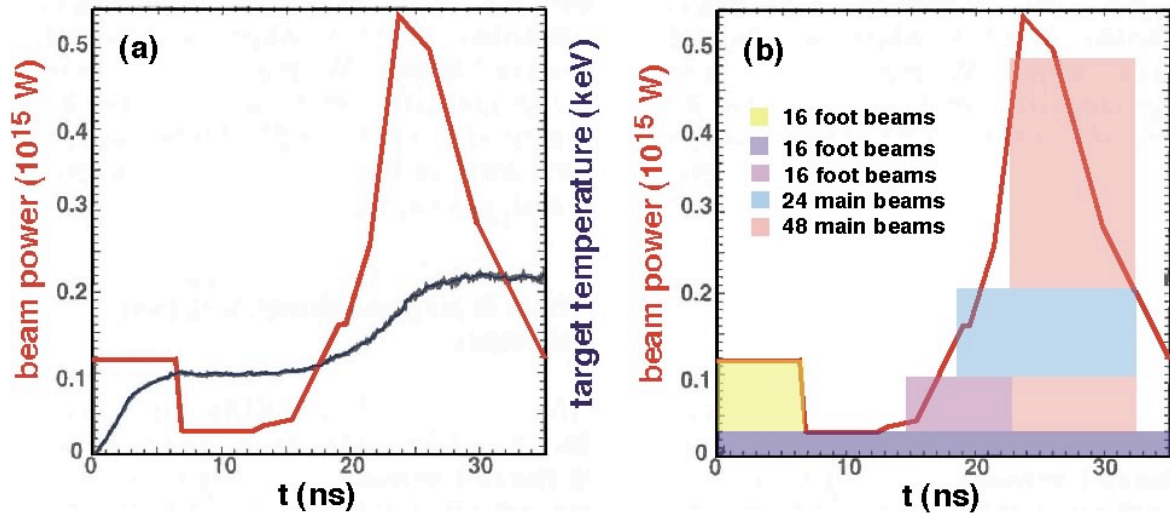 (a)
0.5
0.4
0.3
0.2
0.1
0
0
10
20
30
beam power (10¹⁵ W)
target temperature (keV)
t (ns)
(b)
16 foot beams
16 foot beams
16 foot beams
24 main beams
48 main beams
0.5
0.4
0.3
0.2
0.1
0
0
10
20
30
beam power (10¹⁵ W)
t (ns)